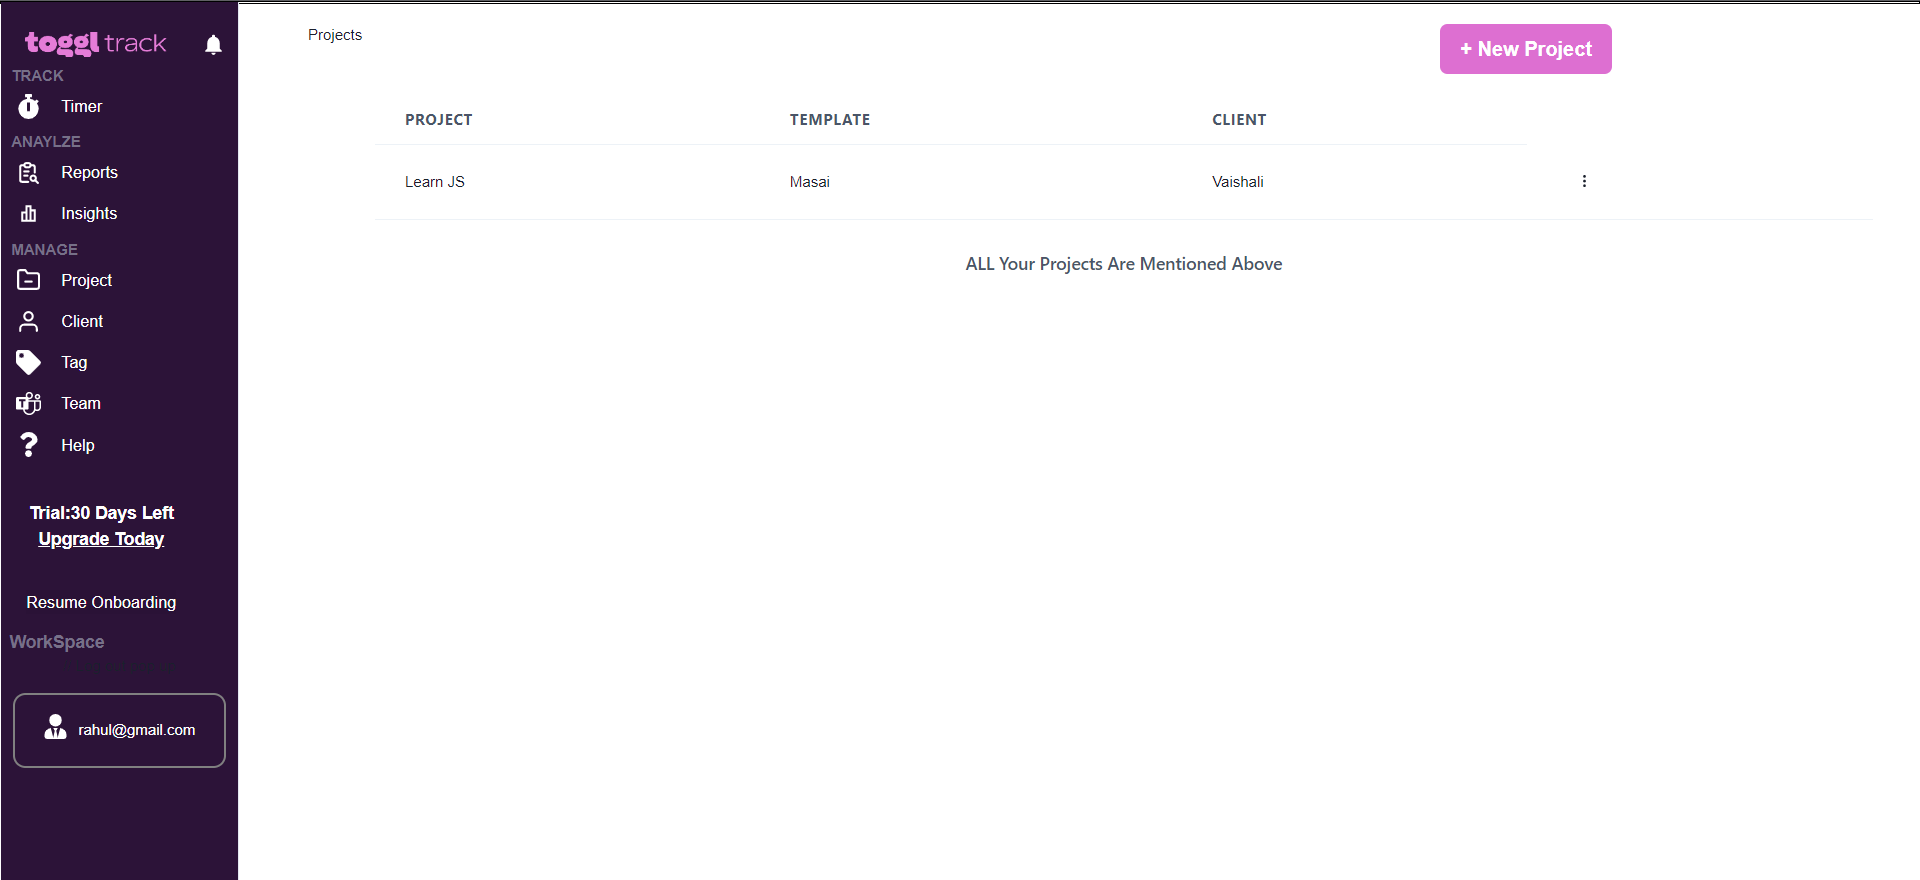 toggl track
TRACK
Timer
ANAYLZE
Reports
Insights
MANAGE
Project
Client
Tag
Team
Help
Trial:30 Days Left
Upgrade Today
Resume Onboarding
WorkSpace
rahul@gmail.com
Projects
+ New Project
PROJECT TEMPLATE CLIENT
Learn JS Masai Vaishali
ALL Your Projects Are Mentioned Above